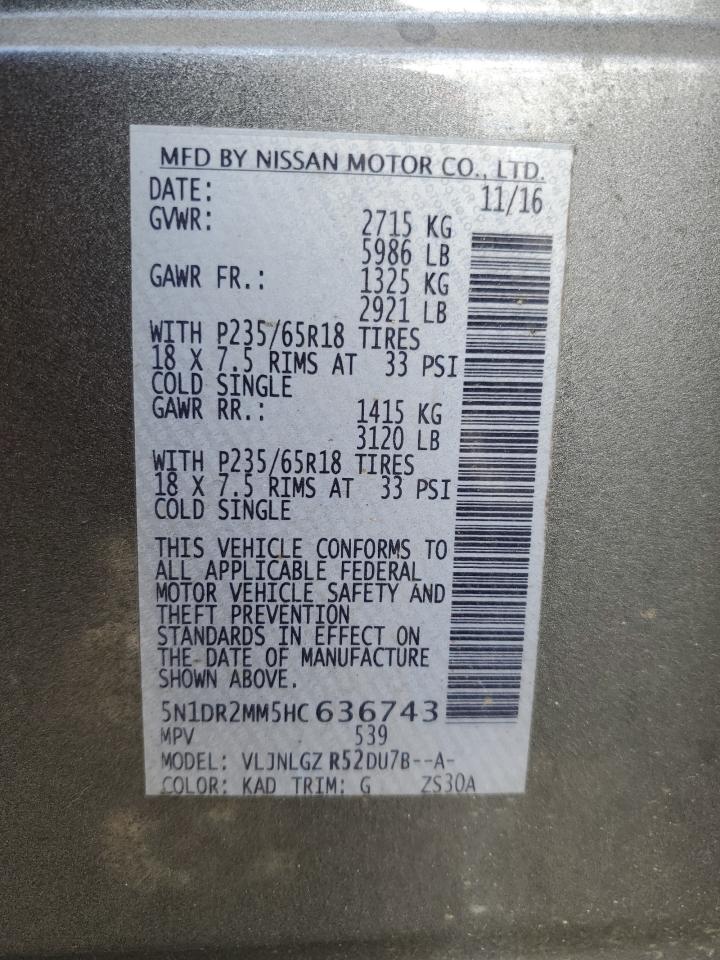 MFD BY NISSAN MOTOR CO., LTD.
DATE: 11/16
GVWR: 2715 KG
5986 LB
GAWR FR.: 1325 KG
2921 LB
WITH P235/65R18 TIRES
18 X 7.5 RIMS AT 33 PSI
COLD SINGLE
GAWR RR.: 1415 KG
3120 LB
WITH P235/65R18 TIRES
18 X 7.5 RIMS AT 33 PSI
COLD SINGLE
THIS VEHICLE CONFORMS TO
ALL APPLICABLE FEDERAL
MOTOR VEHICLE SAFETY AND
THEFT PREVENTION
STANDARDS IN EFFECT ON
THE DATE OF MANUFACTURE
SHOWN ABOVE.
5N1DR2MM5HC636743
MPV 539
MODEL: VLJNLGZ R52DU7B--A-
COLOR: KAD TRIM: G ZS30A